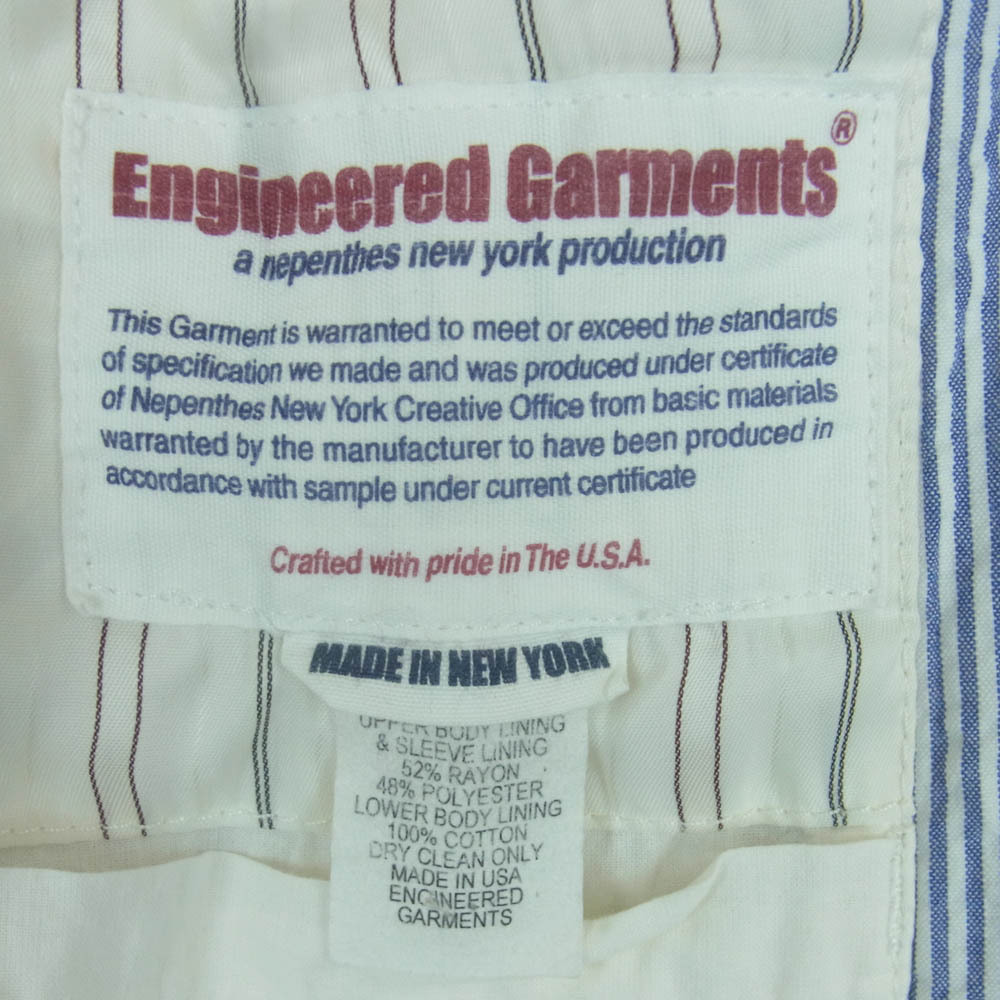 Engineered Garments®
a nepenthes new york production
This Garment is warranted to meet or exceed the standards
of specification we made and was produced under certificate
of Nepenthes New York Creative Office from basic materials
warranted by the manufacturer to have been produced in
accordance with sample under current certificate
Crafted with pride in The U.S.A.
MADE IN NEW YORK
UPPER BODY LINING
& SLEEVE LINING
52% RAYON
48% POLYESTER
LOWER BODY LINING
100% COTTON
DRY CLEAN ONLY
MADE IN USA
ENGINEERED
GARMENTS